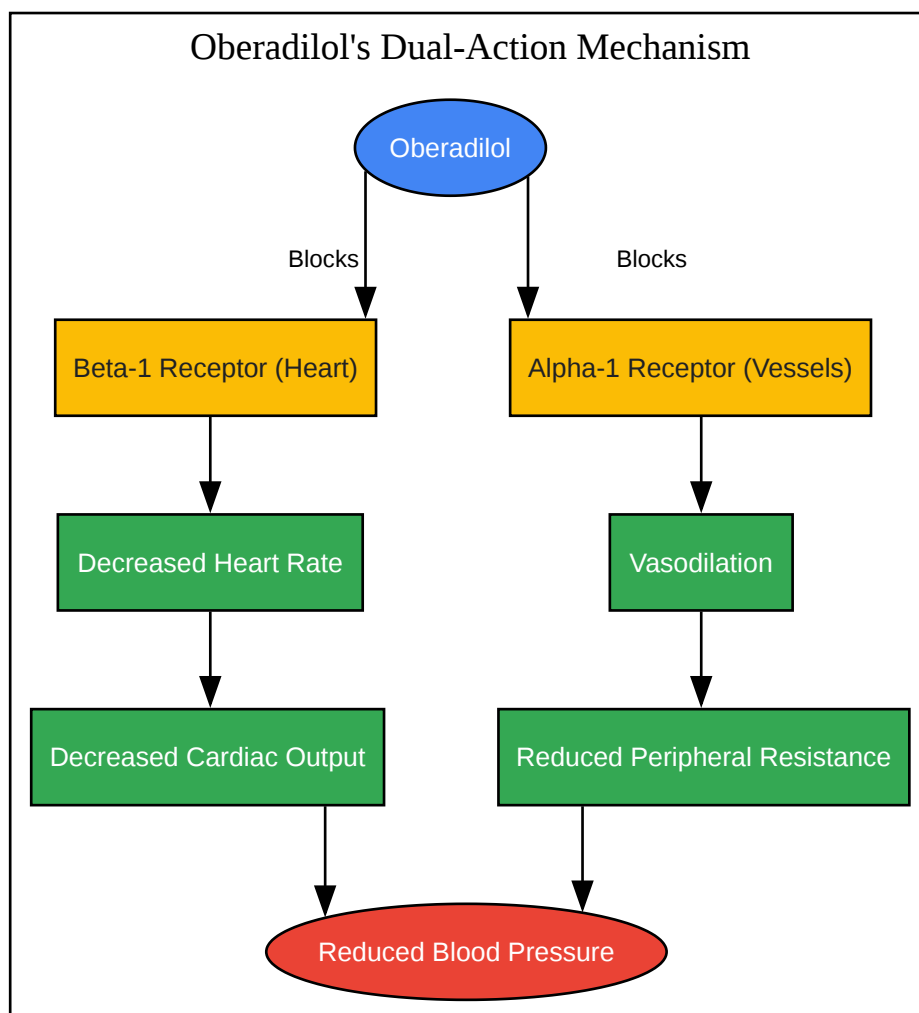 Oberadilol's Dual-Action Mechanism
Oberadilol
Blocks
Blocks
Beta-1 Receptor (Heart)
Alpha-1 Receptor (Vessels)
Decreased Heart Rate
Vasodilation
Decreased Cardiac Output
Reduced Peripheral Resistance
Reduced Blood Pressure